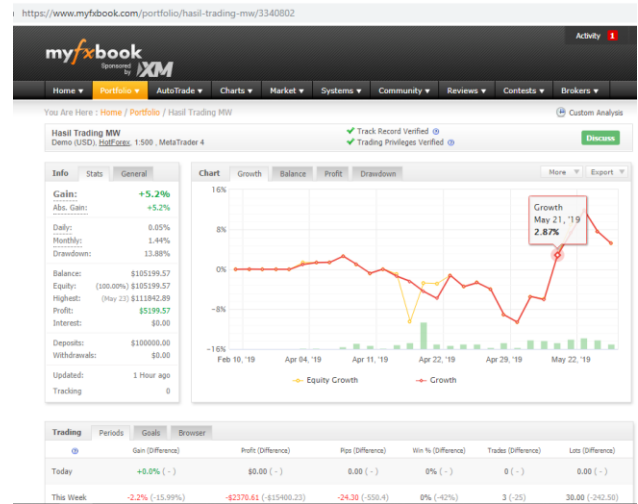 https://www.myfxbook.com/portfolio/hasil-trading-mw/3340802
Activity 1
myfxbook
Sponsored by XM
Home Portfolio AutoTrade Charts Market Systems Community Reviews Contests Brokers
You Are Here : Home / Portfolio / Hasil Trading MW Custom Analysis
Hasil Trading MW
Demo (USD), HotForex, 1:500 , MetaTrader 4
Track Record Verified
Trading Privileges Verified
Discuss
Info Stats General
Gain: +5.2%
Abs. Gain: +5.2%
Daily: 0.05%
Monthly: 1.44%
Drawdown: 13.88%
Balance: $105199.57
Equity: (100.00%) $105199.57
Highest: (May 23) $111842.89
Profit: $5199.57
Interest: $0.00
Deposits: $100000.00
Withdrawals: $0.00
Updated: 1 Hour ago
Tracking 0
Chart Growth Balance Profit Drawdown More Export
16%
8%
0%
-8%
-16%
Growth
May 21, '19
2.87%
Feb 10, '19 Apr 04, '19 Apr 11, '19 Apr 22, '19 Apr 29, '19 May 22, '19
Equity Growth Growth
Trading Periods Goals Browser
Gain (Difference) Profit (Difference) Pips (Difference) Win % (Difference) Trades (Difference) Lots (Difference)
Today +0.0% ( - ) $0.00 ( - ) 0.00 ( - ) 0% ( - ) 0 ( - ) 0.00 ( - )
This Week -2.2% (-15.99%) -$2370.61 (-$15400.23) -24.30 (-550.4) 0% (-42%) 3 (-25) 30.00 (-242.50)